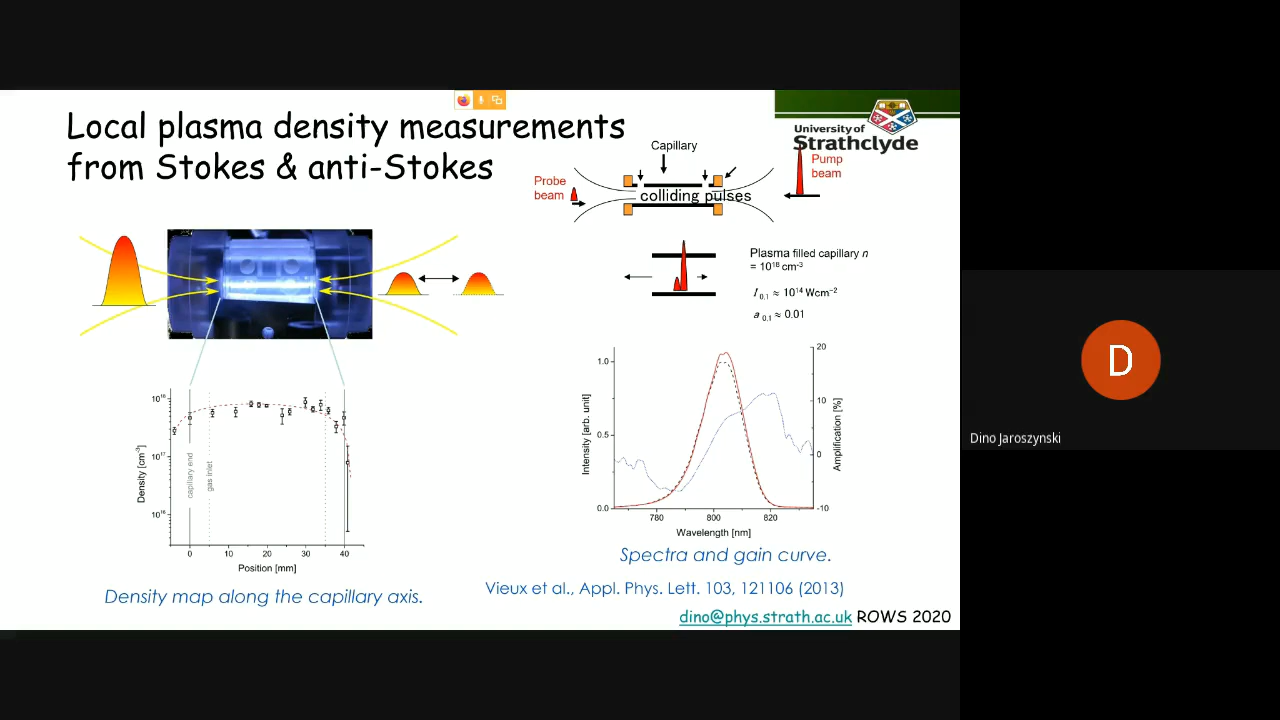 Local plasma density measurements
from Stokes & anti-Stokes
University of
Strathclyde
Capillary
Probe
beam
Pump
beam
colliding pulses
Plasma filled capillary n
= 10¹⁸ cm⁻³
I₀.₁ ≈ 10¹⁴ Wcm⁻²
a₀.₁ ≈ 0.01
Density [cm⁻³]
10¹⁸
10¹⁷
10¹⁶
capillary end
gas inlet
0 10 20 30 40
Position [mm]
Density map along the capillary axis.
Intensity [arb. unit]
1.0
0.5
0.0
20
10
0
-10
Amplification [%]
780 800 820
Wavelength [nm]
Spectra and gain curve.
Vieux et al., Appl. Phys. Lett. 103, 121106 (2013)
dino@phys.strath.ac.uk ROWS 2020
D
Dino Jaroszynski